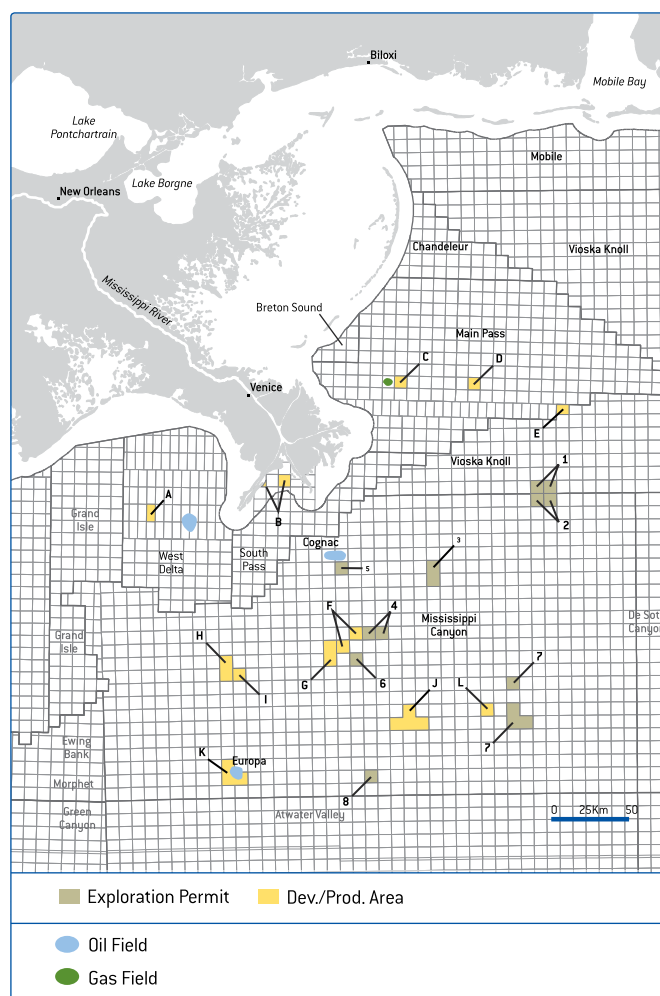 Biloxi
Mobile Bay
Lake
Pontchartrain
Mobile
Lake Borgne
New Orleans
Chandeleur
Vioska Knoll
Mississippi River
Breton Sound
Main Pass
C
D
Venice
E
Vioska Knoll
1
A
Grand
Isle
B
2
Cognac
3
West
Delta
South
Pass
5
F
4
Mississippi
Canyon
De Sot
Canyon
Grand
Isle
H
7
G
6
J
L
I
Ewing
Bank
7
K
Europa
Morphet
8
Green
Canyon
Atwater Valley
0 25Km 50
Exploration Permit
Dev./Prod. Area
Oil Field
Gas Field